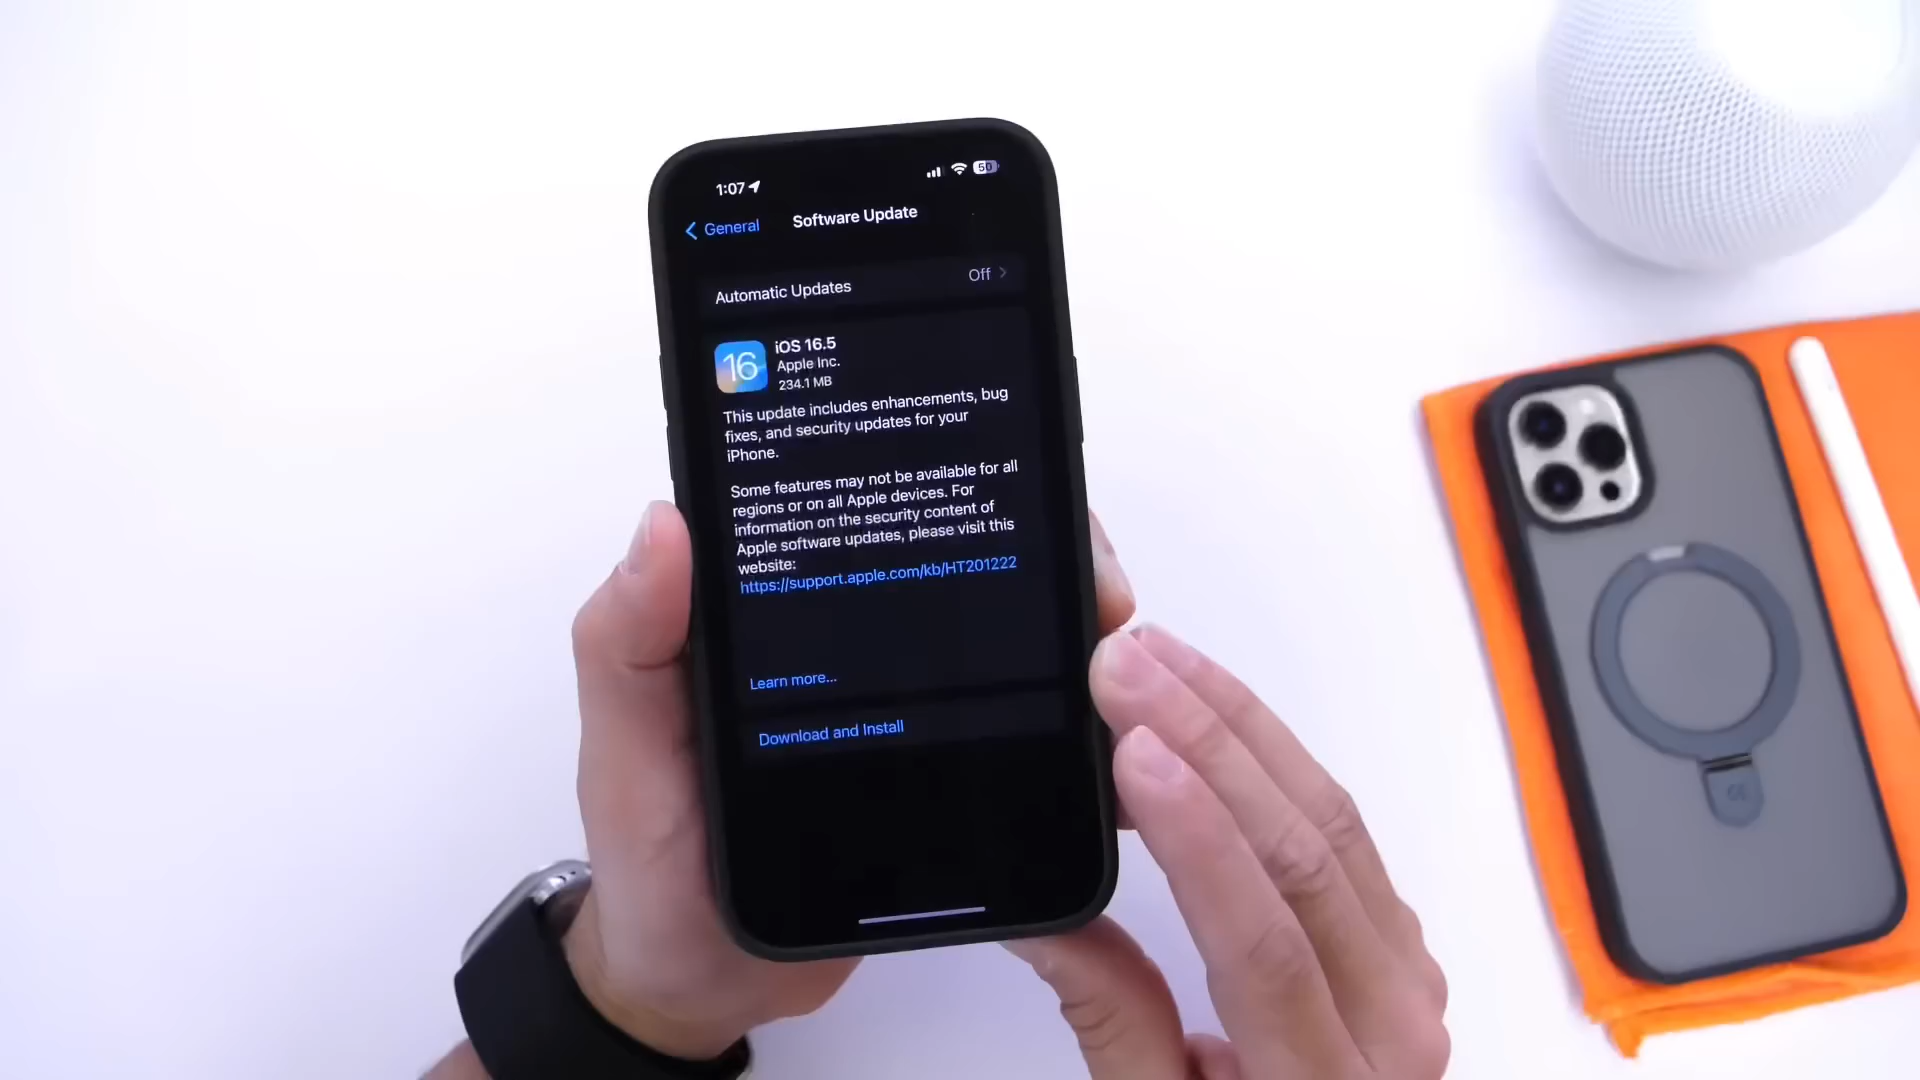 1:07
50
General
Software Update
Automatic Updates
Off
16
iOS 16.5
Apple Inc.
234.1 MB
This update includes enhancements, bug
fixes, and security updates for your
iPhone.
Some features may not be available for all
regions or on all Apple devices. For
information on the security content of
Apple software updates, please visit this
website:
https://support.apple.com/kb/HT201222
Learn more...
Download and Install